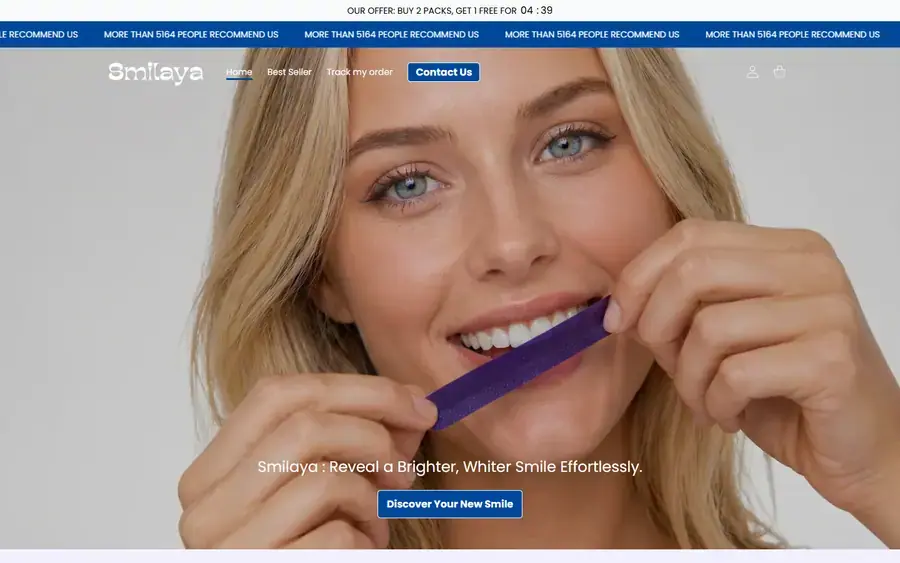 OUR OFFER: BUY 2 PACKS, GET 1 FREE FOR 04 : 39
LE RECOMMEND US MORE THAN 5164 PEOPLE RECOMMEND US MORE THAN 5164 PEOPLE RECOMMEND US MORE THAN 5164 PEOPLE RECOMMEND US MORE THAN 5164 PEOPLE RECOMMEND US
Smilaya Home Best Seller Track my order Contact Us
Smilaya : Reveal a Brighter, Whiter Smile Effortlessly.
Discover Your New Smile